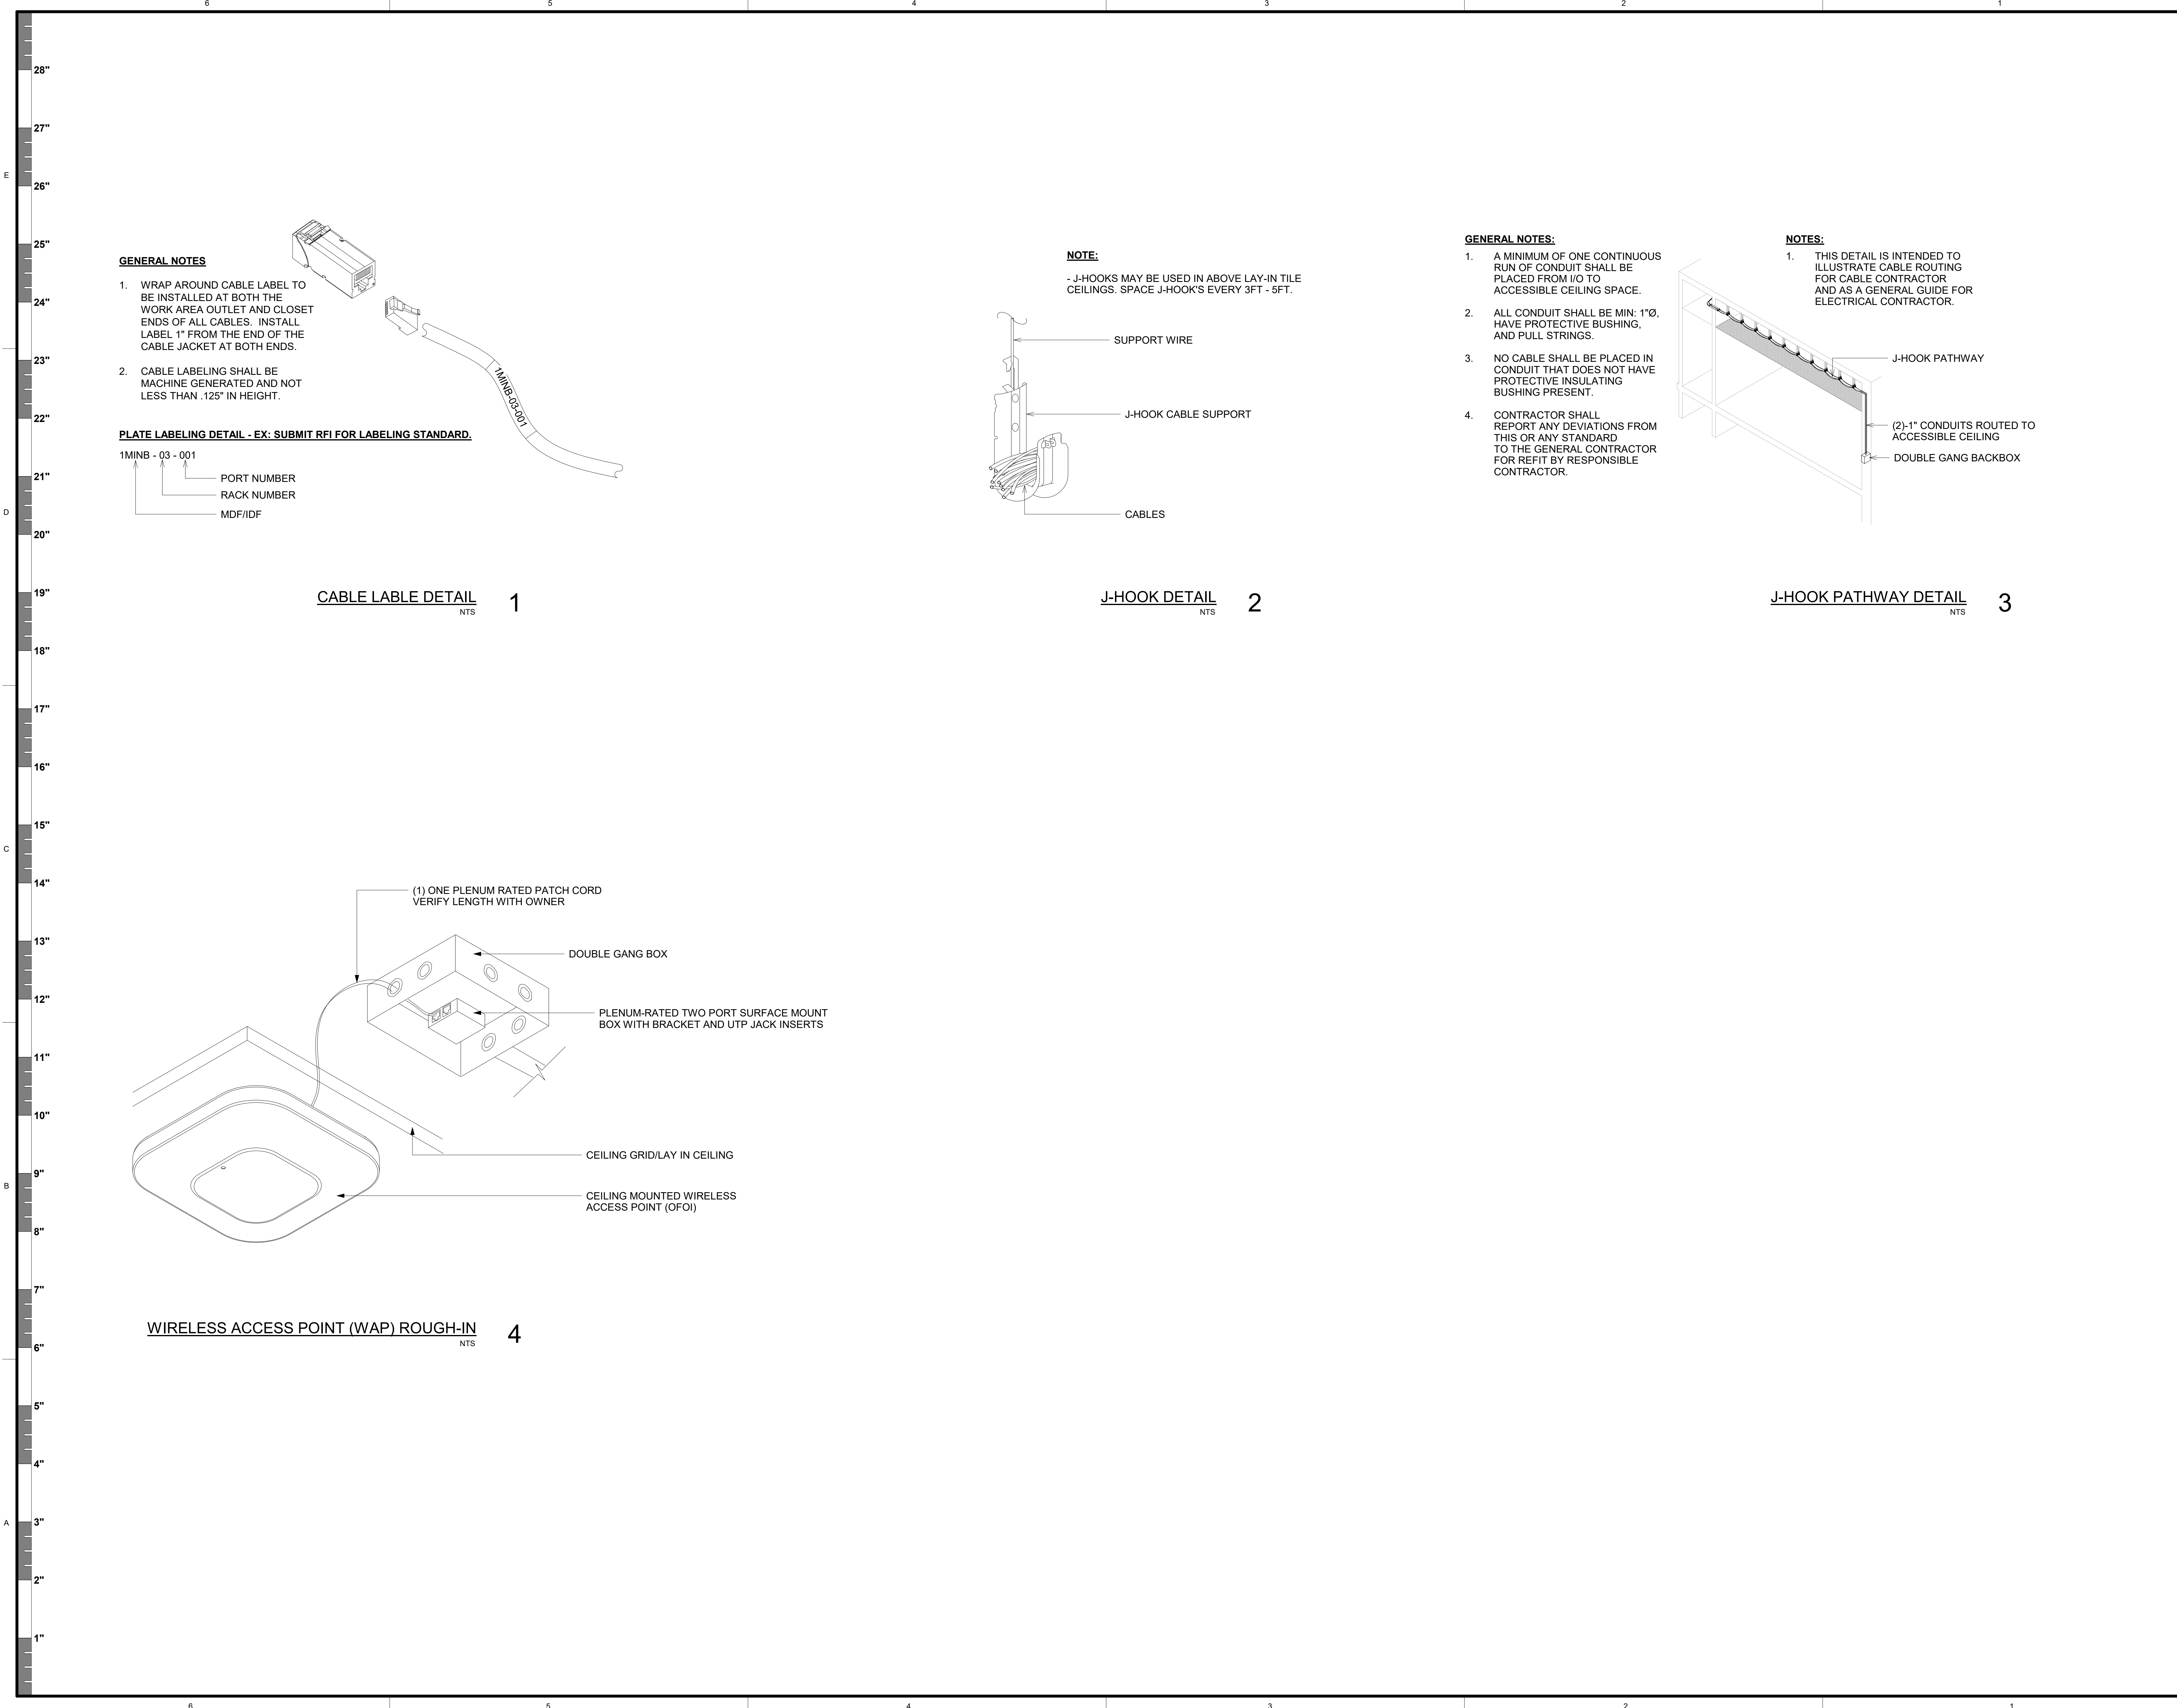 6 5 4 3 2 1
28"
27"
E
26"
25"
24"
23"
22"
21"
D
20"
19"
18"
17"
16"
15"
C
14"
13"
12"
11"
10"
9"
B
8"
7"
6"
5"
4"
A
3"
2"
1"
GENERAL NOTES
1. WRAP AROUND CABLE LABEL TO
BE INSTALLED AT BOTH THE
WORK AREA OUTLET AND CLOSET
ENDS OF ALL CABLES. INSTALL
LABEL 1" FROM THE END OF THE
CABLE JACKET AT BOTH ENDS.
2. CABLE LABELING SHALL BE
MACHINE GENERATED AND NOT
LESS THAN .125" IN HEIGHT.
1MINB-03-001
PLATE LABELING DETAIL - EX: SUBMIT RFI FOR LABELING STANDARD.
1MINB - 03 - 001
PORT NUMBER
RACK NUMBER
MDF/IDF
CABLE LABLE DETAIL 1
NTS
NOTE:
- J-HOOKS MAY BE USED IN ABOVE LAY-IN TILE
CEILINGS. SPACE J-HOOK'S EVERY 3FT - 5FT.
SUPPORT WIRE
J-HOOK CABLE SUPPORT
CABLES
J-HOOK DETAIL 2
NTS
GENERAL NOTES:
1. A MINIMUM OF ONE CONTINUOUS
RUN OF CONDUIT SHALL BE
PLACED FROM I/O TO
ACCESSIBLE CEILING SPACE.
2. ALL CONDUIT SHALL BE MIN: 1"Ø,
HAVE PROTECTIVE BUSHING,
AND PULL STRINGS.
3. NO CABLE SHALL BE PLACED IN
CONDUIT THAT DOES NOT HAVE
PROTECTIVE INSULATING
BUSHING PRESENT.
4. CONTRACTOR SHALL
REPORT ANY DEVIATIONS FROM
THIS OR ANY STANDARD
TO THE GENERAL CONTRACTOR
FOR REFIT BY RESPONSIBLE
CONTRACTOR.
NOTES:
1. THIS DETAIL IS INTENDED TO
ILLUSTRATE CABLE ROUTING
FOR CABLE CONTRACTOR
AND AS A GENERAL GUIDE FOR
ELECTRICAL CONTRACTOR.
J-HOOK PATHWAY
(2)-1" CONDUITS ROUTED TO
ACCESSIBLE CEILING
DOUBLE GANG BACKBOX
J-HOOK PATHWAY DETAIL 3
NTS
(1) ONE PLENUM RATED PATCH CORD
VERIFY LENGTH WITH OWNER
DOUBLE GANG BOX
PLENUM-RATED TWO PORT SURFACE MOUNT
BOX WITH BRACKET AND UTP JACK INSERTS
CEILING GRID/LAY IN CEILING
CEILING MOUNTED WIRELESS
ACCESS POINT (OFOI)
WIRELESS ACCESS POINT (WAP) ROUGH-IN 4
NTS
6 5 4 3 2 1